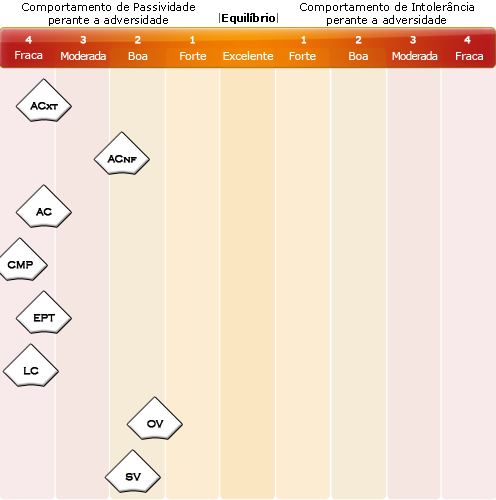 Comportamento de Passividade
perante a adversidade
|Equilíbrio|
Comportamento de Intolerância
perante a adversidade
4 3 2 1 1 2 3 4
Fraca Moderada Boa Forte Excelente Forte Boa Moderada Fraca
ACXT
ACNF
AC
CMP
EPT
LC
OV
SV